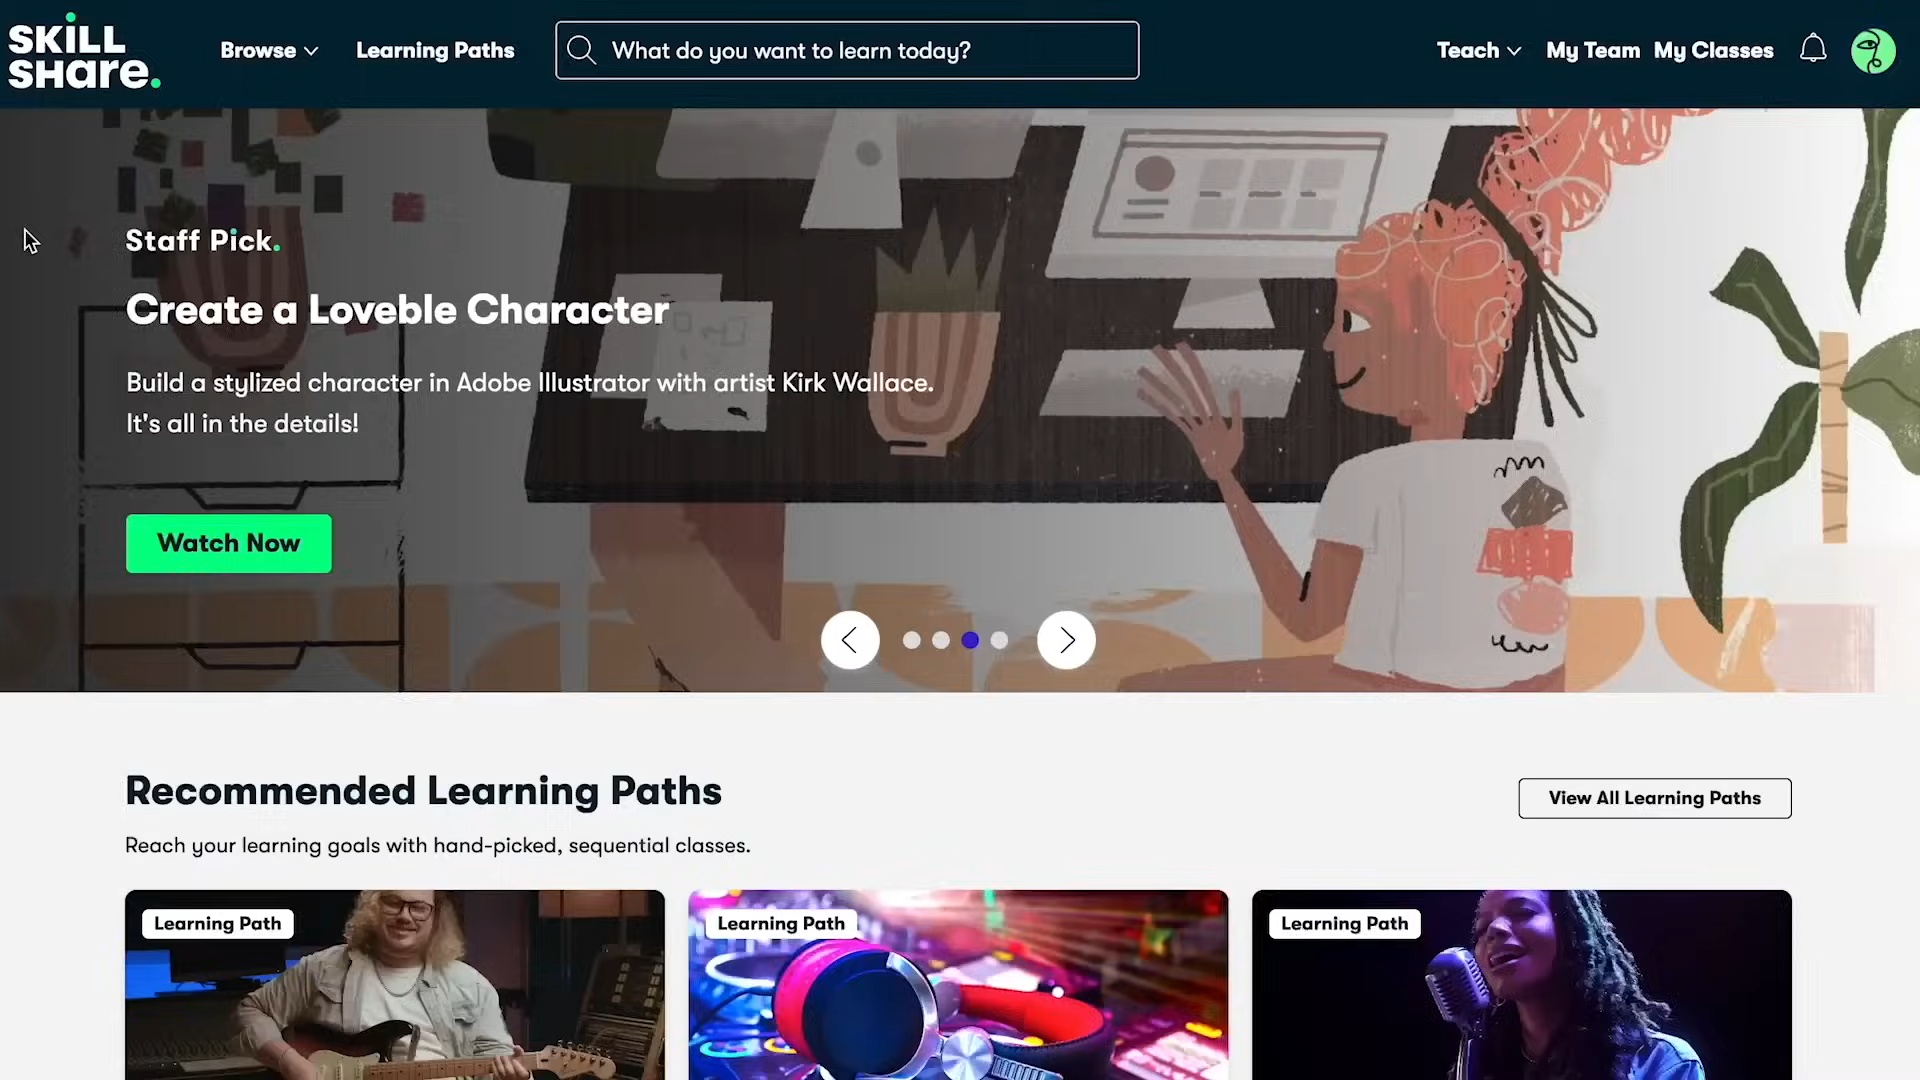 SKILL
SHare.
Browse
Learning Paths
What do you want to learn today?
Teach
My Team
My Classes
Staff Pick.
Create a Loveble Character
Build a stylized character in Adobe Illustrator with artist Kirk Wallace.
It's all in the details!
Watch Now
Recommended Learning Paths
View All Learning Paths
Reach your learning goals with hand-picked, sequential classes.
Learning Path
Learning Path
Learning Path